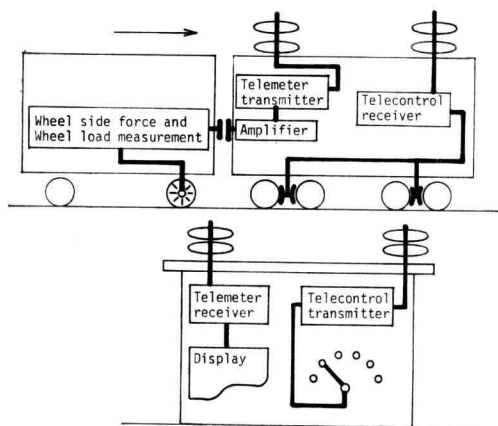 Telemeter
transmitter
Telecontrol
receiver
Wheel side force and
Wheel load measurement
Amplifier
Telemeter
receiver
Telecontrol
transmitter
Display